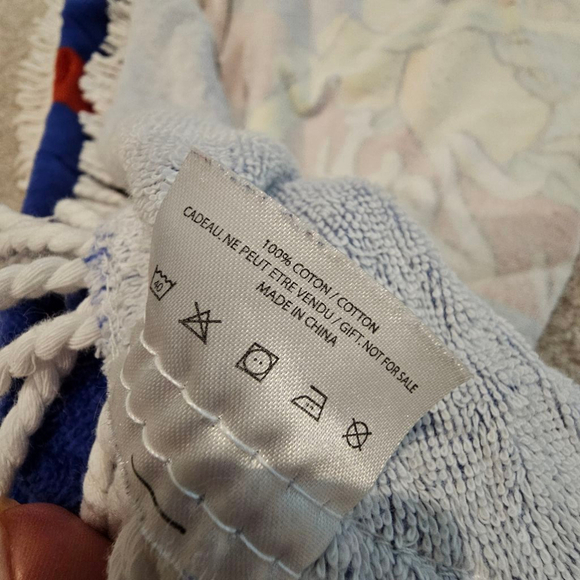 100% COTON / COTTON
CADEAU, NE PEUT ETRE VENDU / GIFT, NOT FOR SALE
MADE IN CHINA
40